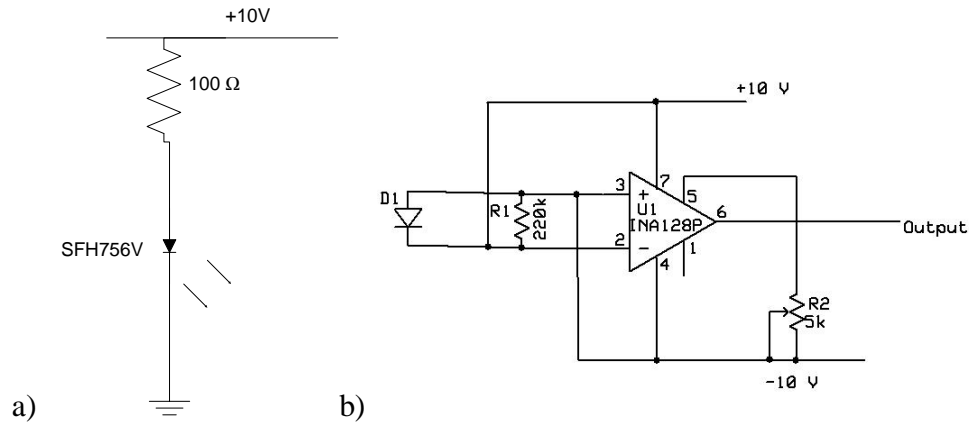 +10V
100 Ω
SFH756V
a)
+10 V
D1
R1
220k
3
+
7
5
U1
INA128P
6
Output
2
-
4
1
R2
5k
-10 V
b)